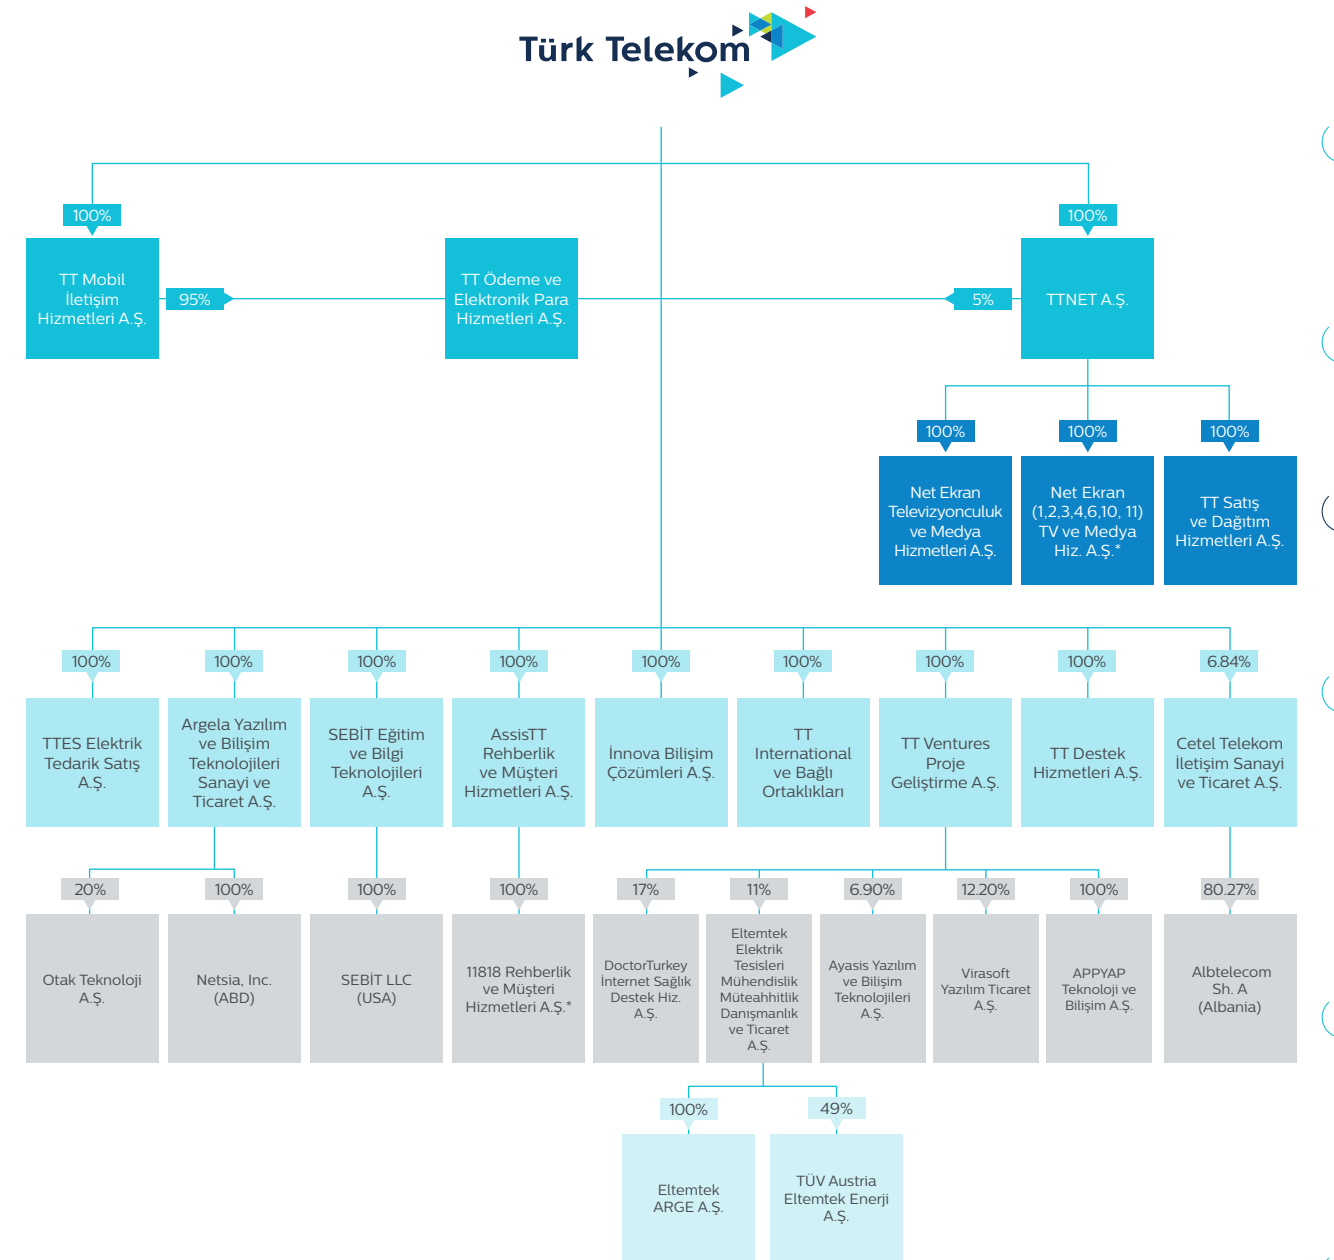 Türk Telekom
100%
100%
TT Mobil
İletişim
Hizmetleri A.Ş.
95%
TT Ödeme ve
Elektronik Para
Hizmetleri A.Ş.
5%
TTNET A.Ş.
100%
100%
100%
Net Ekran
Televizyonculuk
ve Medya
Hizmetleri A.Ş.
Net Ekran
(1,2,3,4,6,10, 11)
TV ve Medya
Hiz. A.Ş.*
TT Satış
ve Dağıtım
Hizmetleri A.Ş.
100%
100%
100%
100%
100%
100%
100%
100%
6.84%
TTES Elektrik
Tedarik Satış
A.Ş.
Argela Yazılım
ve Bilişim
Teknolojileri
Sanayi ve
Ticaret A.Ş.
SEBİT Eğitim
ve Bilgi
Teknolojileri
A.Ş.
AssisTT
Rehberlik
ve Müşteri
Hizmetleri A.Ş.
İnnova Bilişim
Çözümleri A.Ş.
TT
International
ve Bağlı
Ortaklıkları
TT Ventures
Proje
Geliştirme A.Ş.
TT Destek
Hizmetleri A.Ş.
Cetel Telekom
İletişim Sanayi
ve Ticaret A.Ş.
20%
100%
100%
100%
17%
11%
6.90%
12.20%
100%
80.27%
Otak Teknoloji
A.Ş.
Netsia, Inc.
(ABD)
SEBİT LLC
(USA)
11818 Rehberlik
ve Müşteri
Hizmetleri A.Ş.*
DoctorTurkey
İnternet Sağlık
Destek Hiz.
A.Ş.
Eltemtek
Elektrik
Tesisleri
Mühendislik
Müteahhitlik
Danışmanlık
ve Ticaret
A.Ş.
Ayasis Yazılım
ve Bilişim
Teknolojileri
A.Ş.
Virasoft
Yazılım Ticaret
A.Ş.
APPYAP
Teknoloji ve
Bilişim A.Ş.
Albtelecom
Sh. A
(Albania)
100%
49%
Eltemtek
ARGE A.Ş.
TÜV Austria
Eltemtek Enerji
A.Ş.